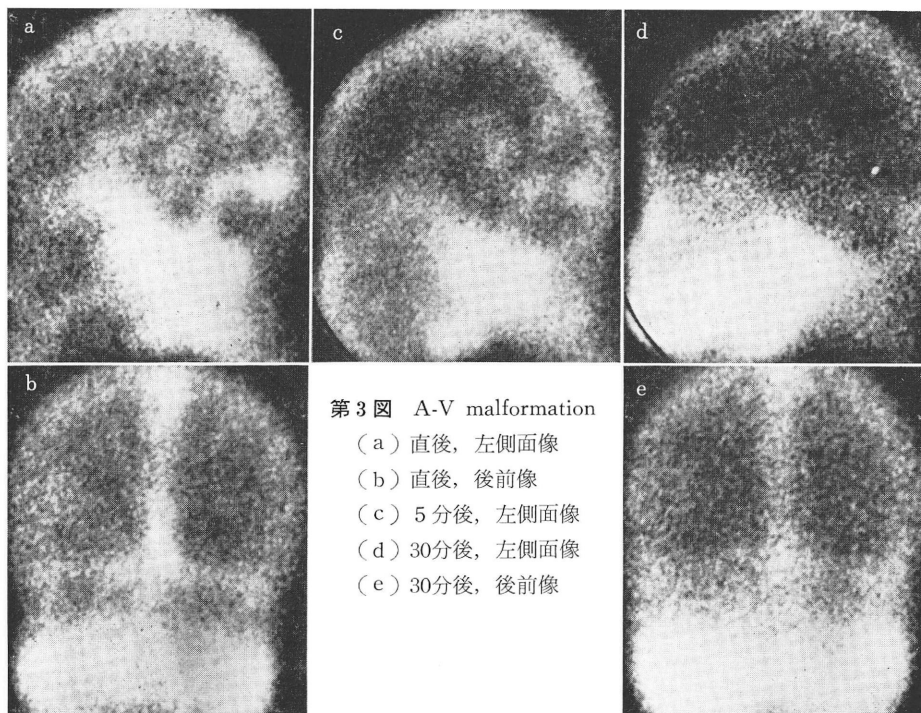 a
c
d
b
第3図 A-V malformation
(a) 直後, 左側面像
(b) 直後, 後前像
(c) 5分後, 左側面像
(d) 30分後, 左側面像
(e) 30分後, 後前像
e